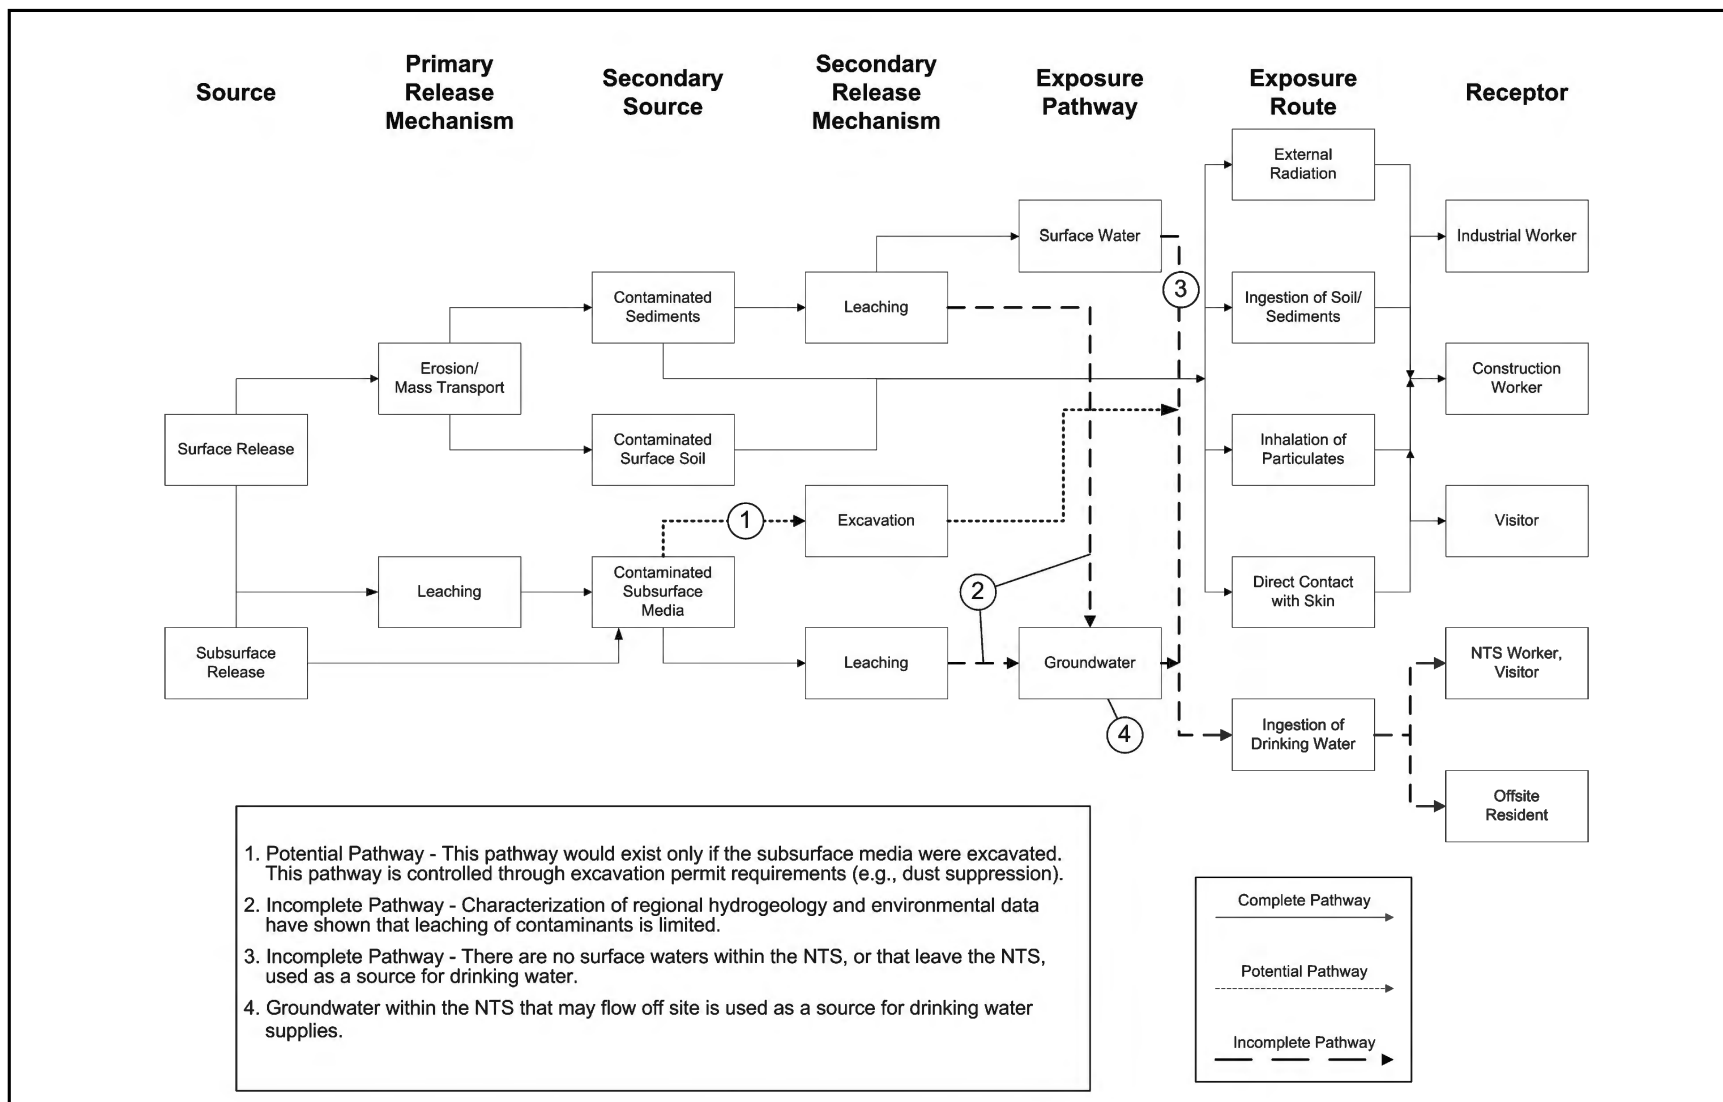 Source
Primary
Release
Mechanism
Secondary
Source
Secondary
Release
Mechanism
Exposure
Pathway
Exposure
Route
Receptor
External
Radiation
Surface Water
3
Industrial Worker
Contaminated
Sediments
Leaching
Ingestion of Soil/
Sediments
Erosion/
Mass Transport
Construction
Worker
Surface Release
Contaminated
Surface Soil
Inhalation of
Particulates
1
Excavation
Visitor
Leaching
Contaminated
Subsurface
Media
2
Direct Contact
with Skin
Subsurface
Release
Leaching
Groundwater
NTS Worker,
Visitor
4
Ingestion of
Drinking Water
Offsite
Resident
1. Potential Pathway - This pathway would exist only if the subsurface media were excavated.
This pathway is controlled through excavation permit requirements (e.g., dust suppression).
2. Incomplete Pathway - Characterization of regional hydrogeology and environmental data
have shown that leaching of contaminants is limited.
3. Incomplete Pathway - There are no surface waters within the NTS, or that leave the NTS,
used as a source for drinking water.
4. Groundwater within the NTS that may flow off site is used as a source for drinking water
supplies.
Complete Pathway
Potential Pathway
Incomplete Pathway